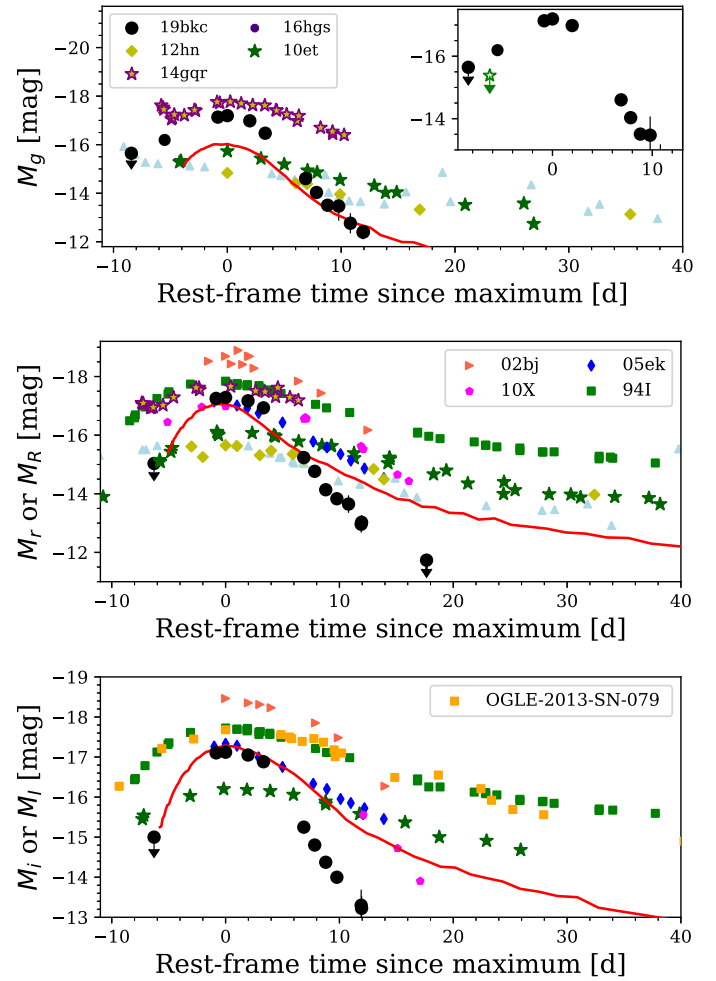 19bkc
12hn
14gqr
16hgs
10et
−20
−18
−16
−14
−12
M_g [mag]
−16
−14
0
10
−10
0
10
20
30
40
Rest-frame time since maximum [d]
02bj
10X
05ek
94I
−18
−16
−14
−12
M_r or M_R [mag]
−10
0
10
20
30
40
Rest-frame time since maximum [d]
OGLE-2013-SN-079
−19
−18
−17
−16
−15
−14
−13
M_i or M_I [mag]
−10
0
10
20
30
40
Rest-frame time since maximum [d]